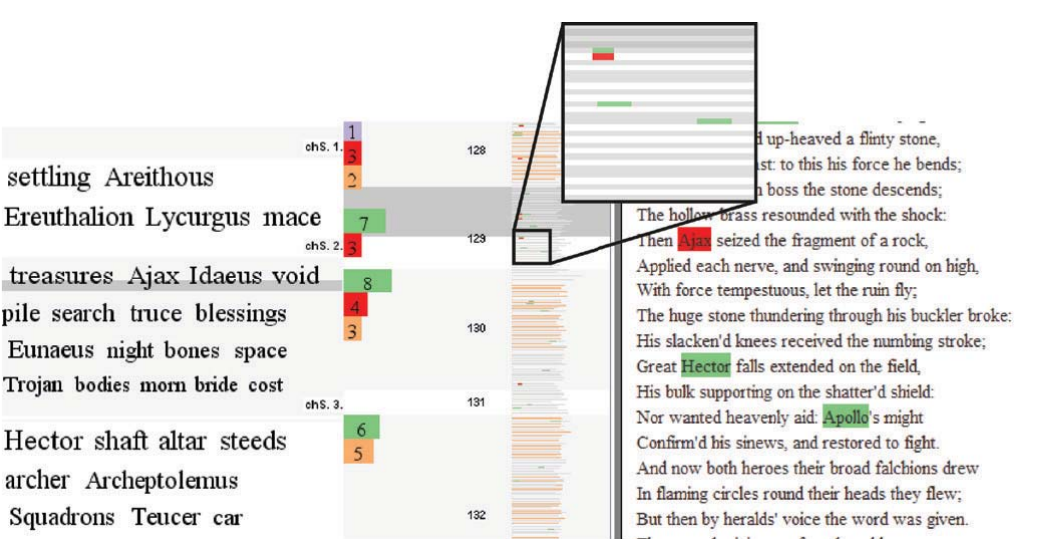 1
chS. 1.
3
128
2
settling Areithous
Ereuthalion Lycurgus mace
7
chS. 2.
3
129
treasures Ajax Idaeus void
8
pile search truce blessings
4
3
130
Eunaeus night bones space
Trojan bodies morn bride cost
chS. 3.
131
Hector shaft altar steeds
6
5
archer Archeptolemus
Squadrons Teucer car
132
up-heaved a flinty stone,
to this his force he bends;
boss the stone descends;
The hollow brass resounded with the shock:
Then Ajax seized the fragment of a rock,
Applied each nerve, and swinging round on high,
With force tempestuous, let the ruin fly;
The huge stone thundering through his buckler broke:
His slacken'd knees received the numbing stroke;
Great Hector falls extended on the field,
His bulk supporting on the shatter'd shield:
Nor wanted heavenly aid: Apollo's might
Confirm'd his sinews, and restored to fight.
And now both heroes their broad falchions drew
In flaming circles round their heads they flew;
But then by heralds' voice the word was given.